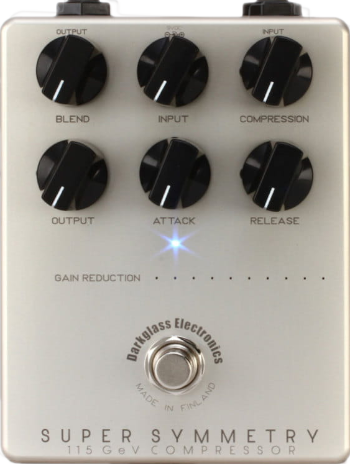 OUTPUT
INPUT
BLEND
INPUT
COMPRESSION
OUTPUT
ATTACK
RELEASE
GAIN REDUCTION
Darkglass Electronics
MADE IN FINLAND
SUPER SYMMETRY
115 GeV COMPRESSOR